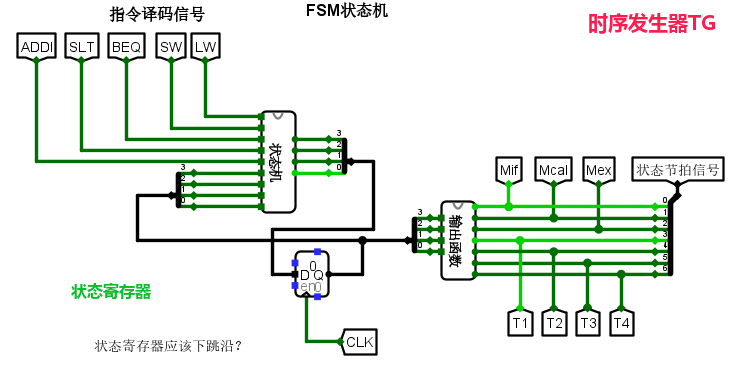 指令译码信号
FSM状态机
时序发生器TG
ADDI
SLT
BEQ
SW
LW
状态机
3
2
1
0
3
2
1
0
Mif
Mcal
Mex
状态节拍信号
输出函数
3
2
1
0
0
1
2
3
4
5
6
0
D Q
en0
T1
T2
T3
T4
CLK
状态寄存器
状态寄存器应该下跳沿？